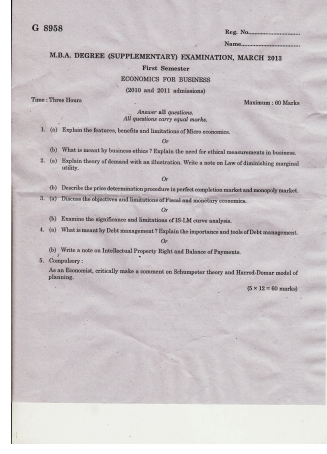 G 8958
Reg. No.
Name
M.B.A. DEGREE (SUPPLEMENTARY) EXAMINATION, MARCH 2013
First Semester
ECONOMICS FOR BUSINESS
(2010 and 2011 admissions)
Time : Three Hours
Maximum : 60 Marks
Answer all questions.
All questions carry equal marks.
1. (a) Explain the features, benefits and limitations of Micro economics.
Or
(b) What is meant by business ethics ? Explain the need for ethical measurements in business.
2. (a) Explain theory of demand with an illustration. Write a note on Law of diminishing marginal
utility.
Or
(b) Describe the price determination procedure in perfect completion market and monopoly market.
3. (a) Discuss the objectives and limitations of Fiscal and monetary economics.
Or
(b) Examine the significance and limitations of IS-LM curve analysis.
4. (a) What is meant by Debt management ? Explain the importance and tools of Debt management.
Or
(b) Write a note on Intellectual Property Right and Balance of Payments.
5. Compulsory :
As an Economist, critically make a comment on Schumpeter theory and Harred-Domar model of
planning.
(5 × 12 = 60 marks)